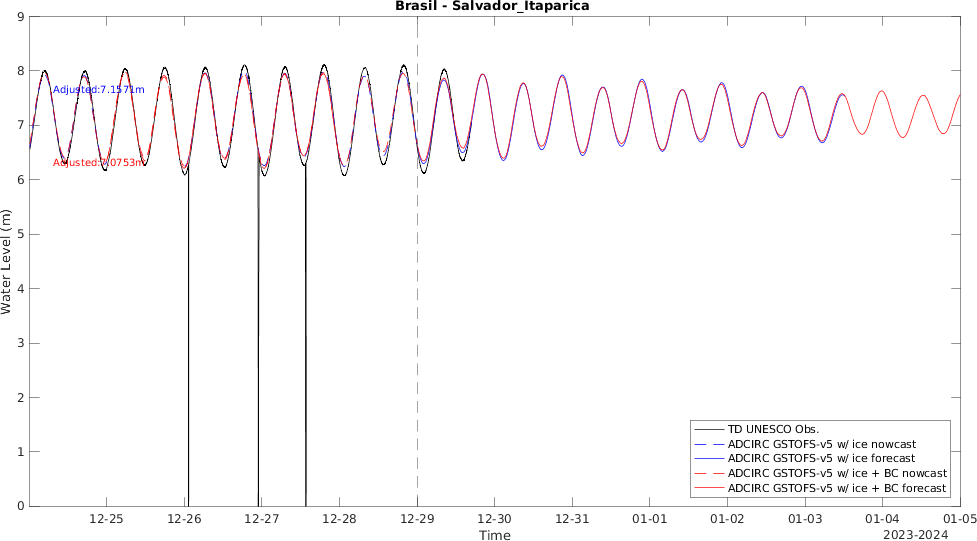 Brasil - Salvador_Itaparica
Water Level (m)
9
8
7
6
5
4
3
2
1
0
Adjusted:7.1571m
Adjusted:7.0753m
TD UNESCO Obs.
ADCIRC GSTOFS-v5 w/ ice nowcast
ADCIRC GSTOFS-v5 w/ ice forecast
ADCIRC GSTOFS-v5 w/ ice + BC nowcast
ADCIRC GSTOFS-v5 w/ ice + BC forecast
12-25 12-26 12-27 12-28 12-29 12-30 12-31 01-01 01-02 01-03 01-04 01-05
Time
2023-2024